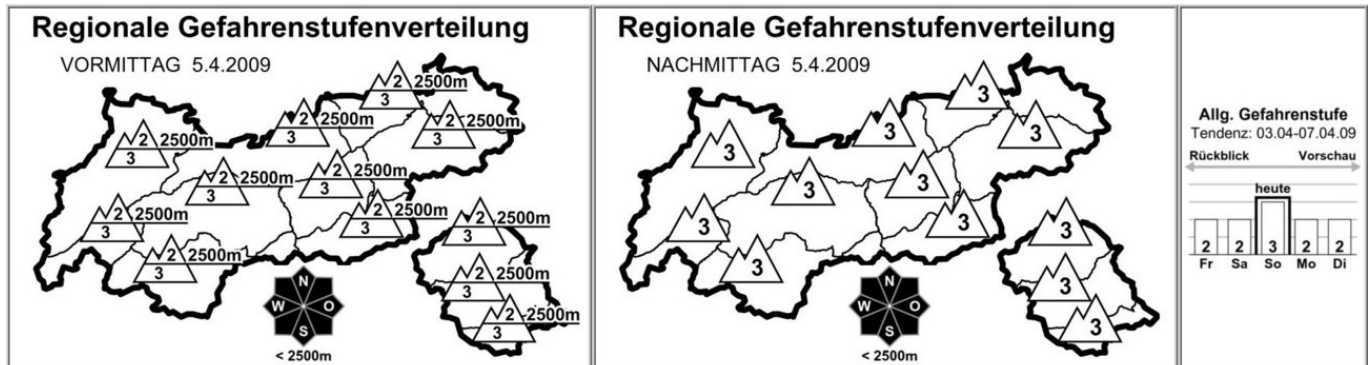 Regionale Gefahrenstufenverteilung
VORMITTAG 5.4.2009
2 2500m
3
2 2500m
3
2 2500m
3
2 2500m
3
2 2500m
3
2 2500m
3
2 2500m
3
2 2500m
3
2 2500m
3
2 2500m
3
2 2500m
3
2 2500m
3
N
W O
S
< 2500m
Regionale Gefahrenstufenverteilung
NACHMITTAG 5.4.2009
3
3
3
3
3
3
3
3
3
3
3
3
N
W O
S
< 2500m
Allg. Gefahrenstufe
Tendenz: 03.04-07.04.09
Rückblick Vorschau
heute
2 2 3 2 2
Fr Sa So Mo Di